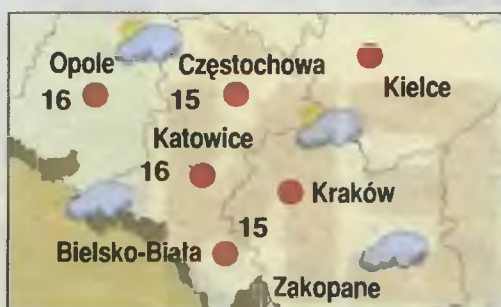 Opole
16
Częstochowa
15
Kielce
Katowice
16
Kraków
15
Bielsko-Biała
Zakopane